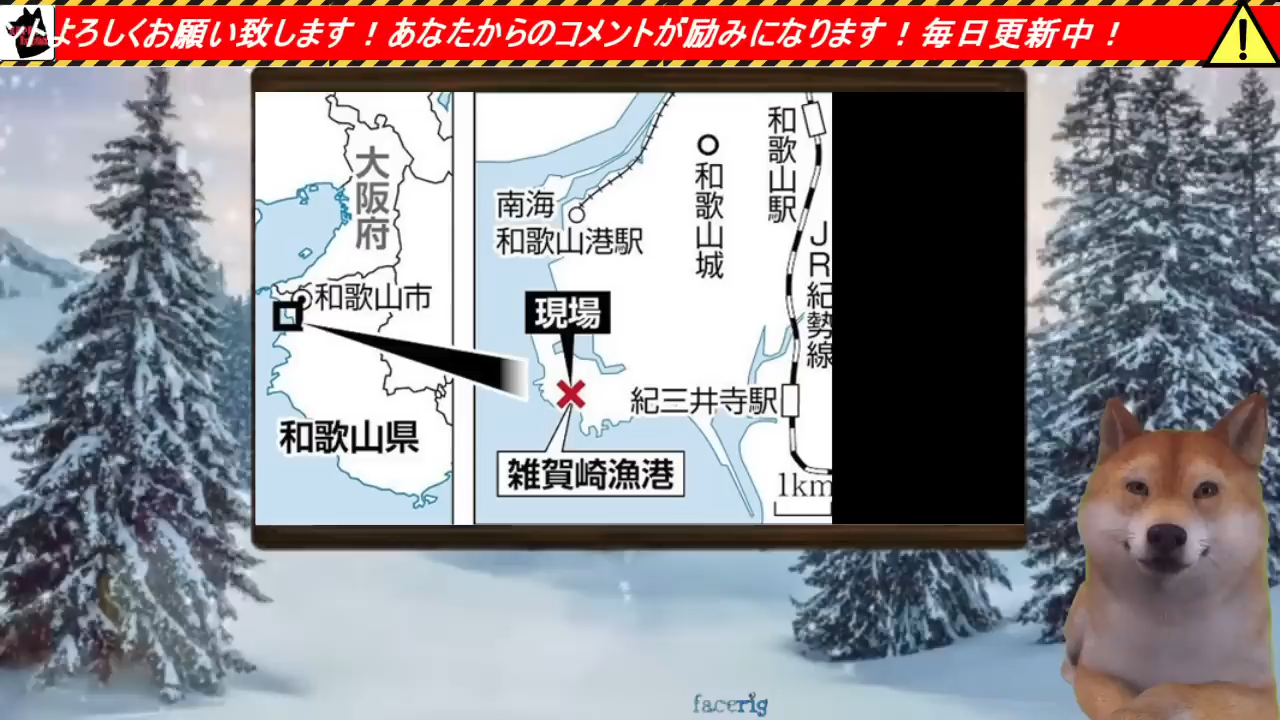 トよろしくお願い致します！あなたからのコメントが励みになります！毎日更新中！
大阪府
和歌山市
和歌山県
南海
和歌山港駅
和歌山城
和歌山駅
JR紀勢線
現場
紀三井寺駅
雑賀崎漁港
1km
facerig